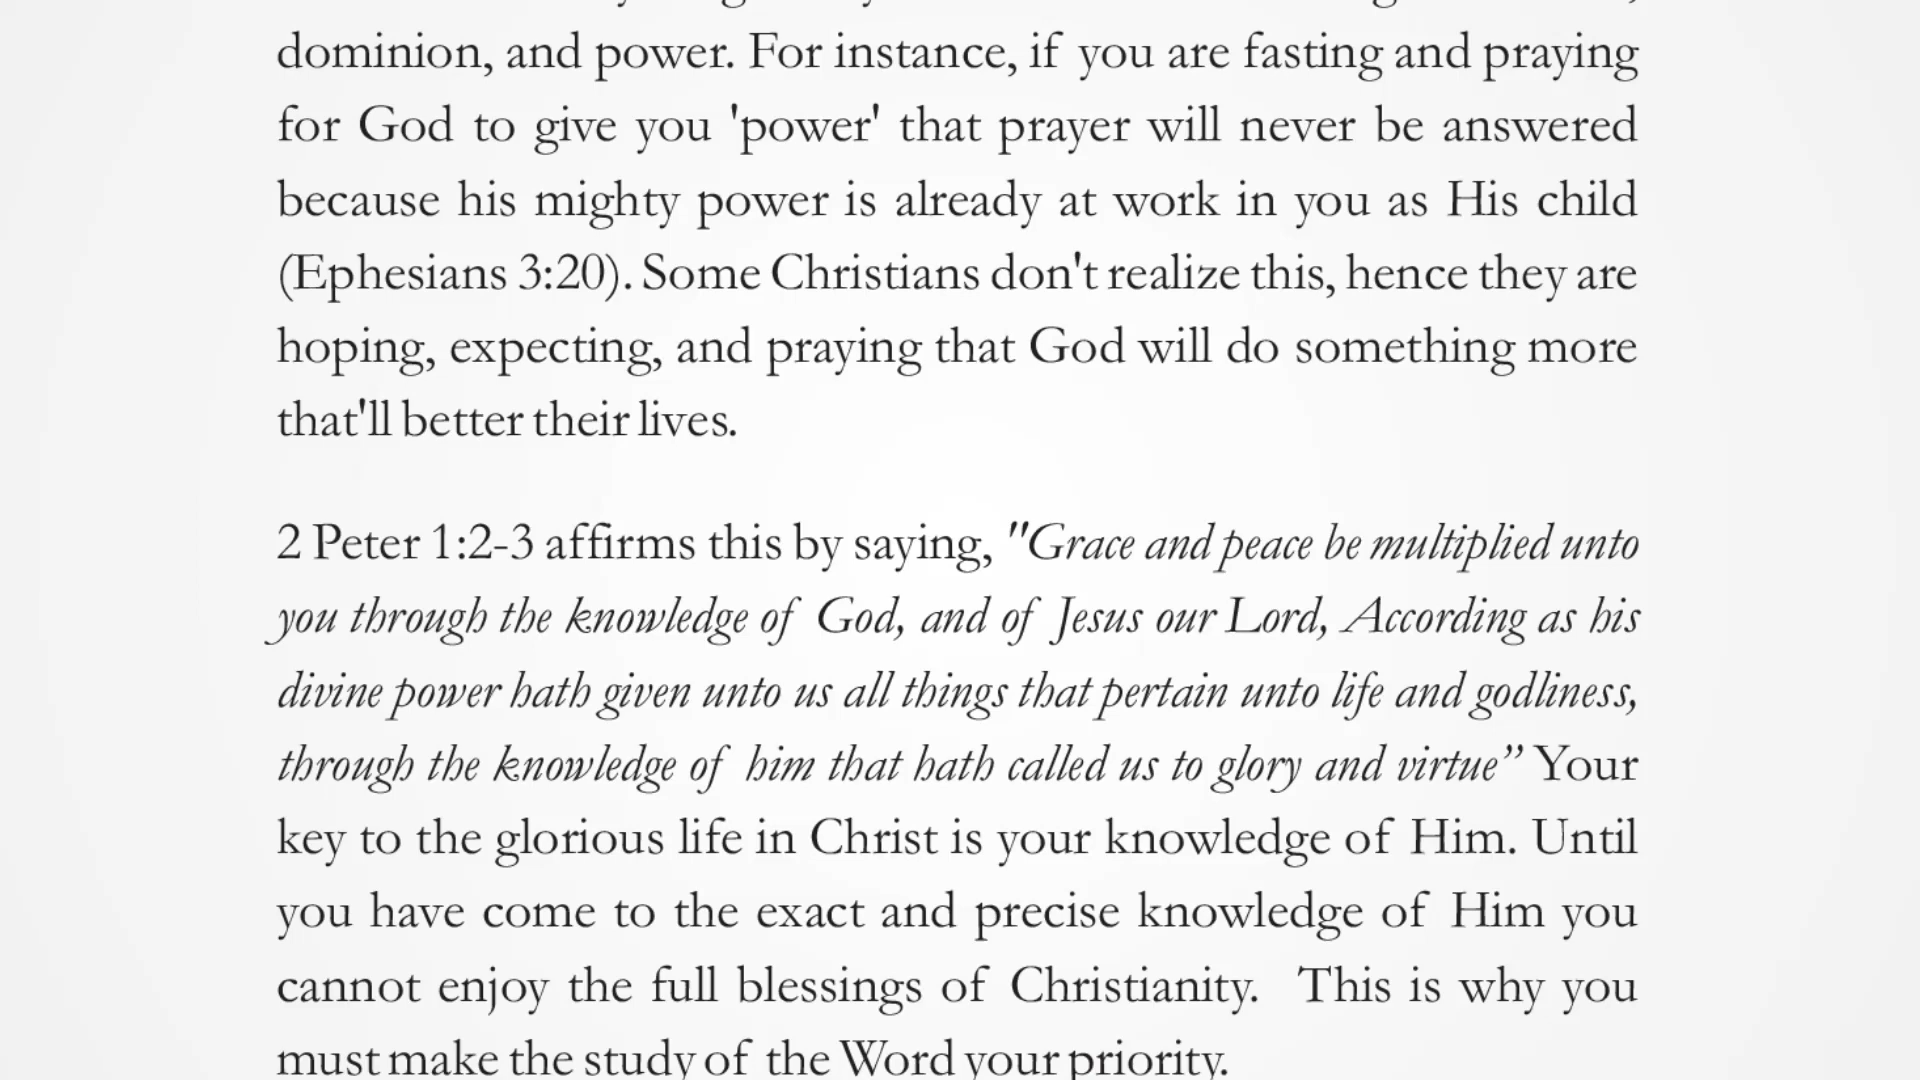 dominion, and power. For instance, if you are fasting and praying
for God to give you 'power' that prayer will never be answered
because his mighty power is already at work in you as His child
(Ephesians 3:20). Some Christians don't realize this, hence they are
hoping, expecting, and praying that God will do something more
that'll better their lives.
2 Peter 1:2-3 affirms this by saying, "Grace and peace be multiplied unto
you through the knowledge of God, and of Jesus our Lord, According as his
divine power hath given unto us all things that pertain unto life and godliness,
through the knowledge of him that hath called us to glory and virtue” Your
key to the glorious life in Christ is your knowledge of Him. Until
you have come to the exact and precise knowledge of Him you
cannot enjoy the full blessings of Christianity.  This is why you
must make the study of the Word your priority.